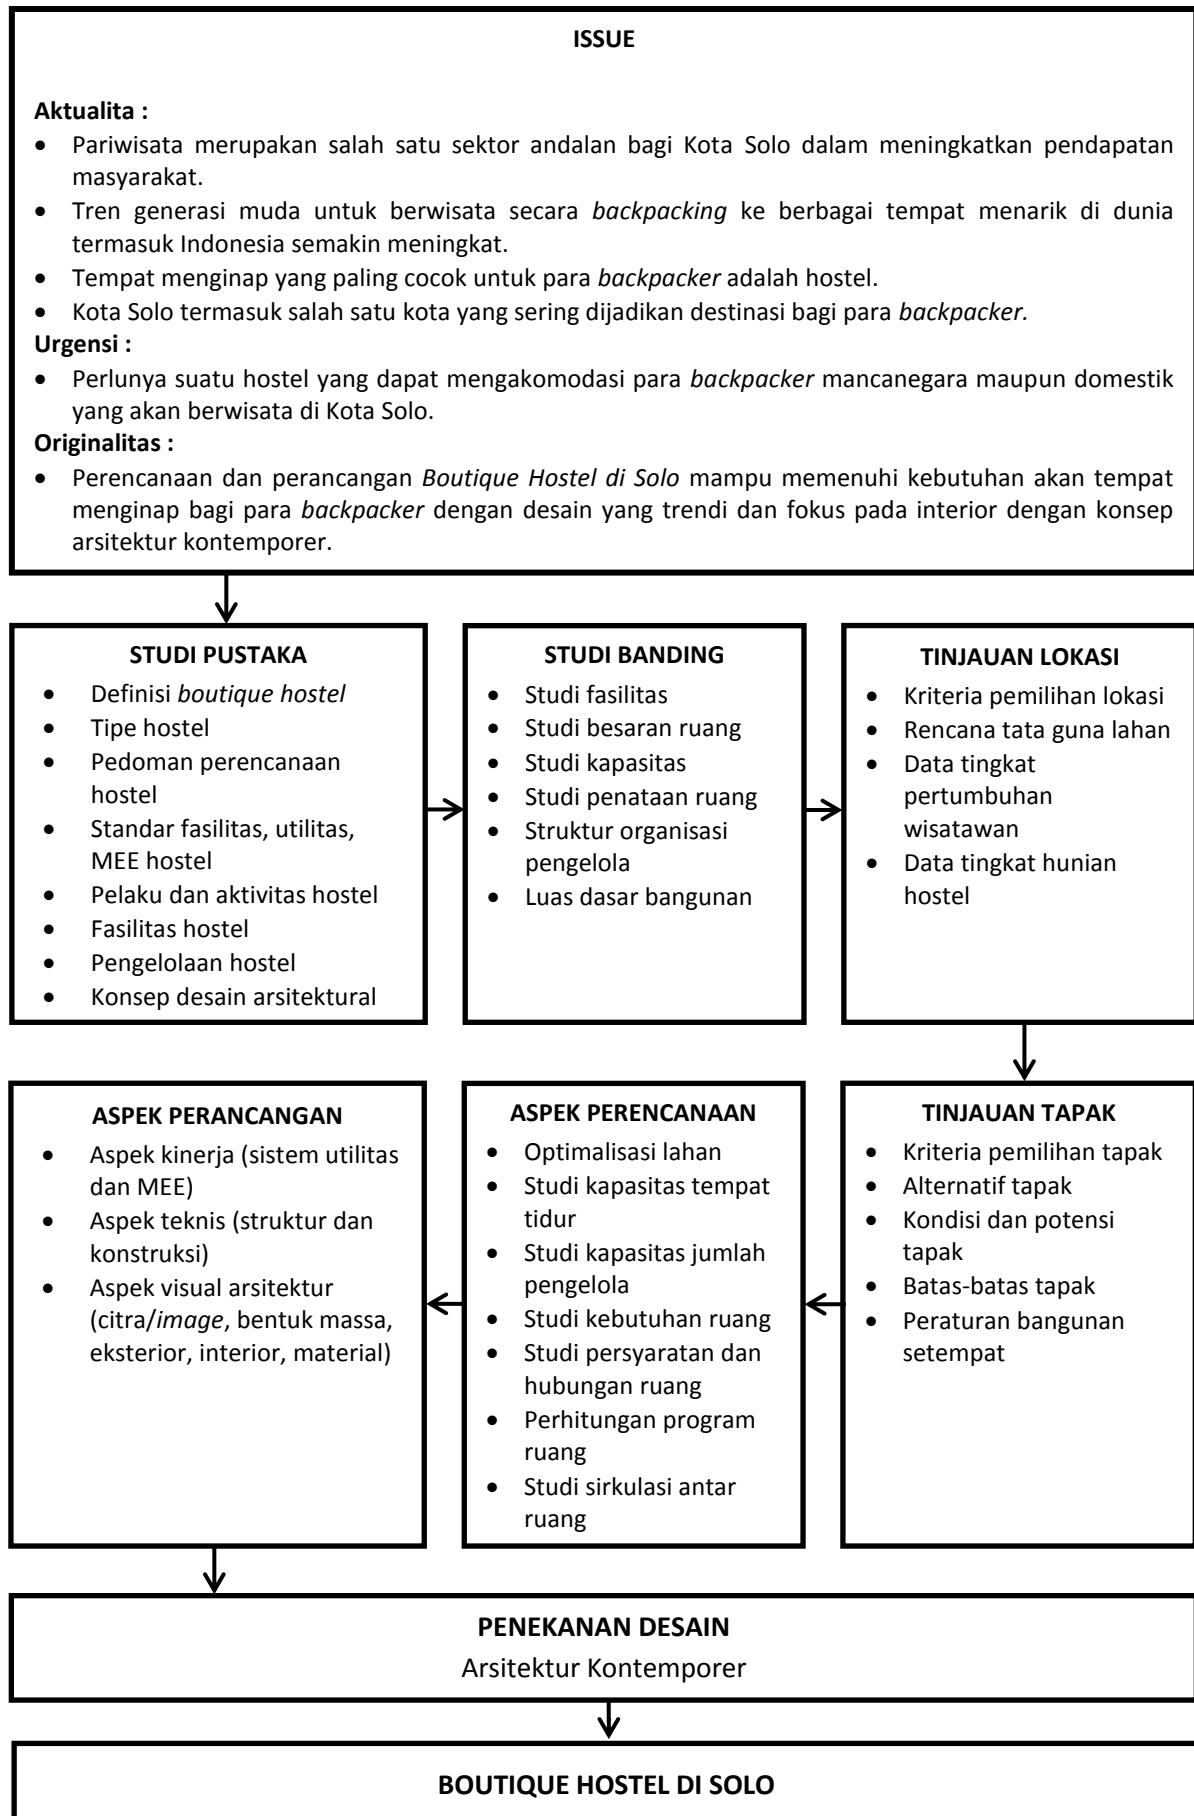 ISSUE
Aktualita :
• Pariwisata merupakan salah satu sektor andalan bagi Kota Solo dalam meningkatkan pendapatan
masyarakat.
• Tren generasi muda untuk berwisata secara backpacking ke berbagai tempat menarik di dunia
termasuk Indonesia semakin meningkat.
• Tempat menginap yang paling cocok untuk para backpacker adalah hostel.
• Kota Solo termasuk salah satu kota yang sering dijadikan destinasi bagi para backpacker.
Urgensi :
• Perlunya suatu hostel yang dapat mengakomodasi para backpacker mancanegara maupun domestik
yang akan berwisata di Kota Solo.
Originalitas :
• Perencanaan dan perancangan Boutique Hostel di Solo mampu memenuhi kebutuhan akan tempat
menginap bagi para backpacker dengan desain yang trendi dan fokus pada interior dengan konsep
arsitektur kontemporer.
STUDI PUSTAKA
• Definisi boutique hostel
• Tipe hostel
• Pedoman perencanaan
hostel
• Standar fasilitas, utilitas,
MEE hostel
• Pelaku dan aktivitas hostel
• Fasilitas hostel
• Pengelolaan hostel
• Konsep desain arsitektural
STUDI BANDING
• Studi fasilitas
• Studi besaran ruang
• Studi kapasitas
• Studi penataan ruang
• Struktur organisasi
pengelola
• Luas dasar bangunan
TINJAUAN LOKASI
• Kriteria pemilihan lokasi
• Rencana tata guna lahan
• Data tingkat
pertumbuhan
wisatawan
• Data tingkat hunian
hostel
TINJAUAN TAPAK
• Kriteria pemilihan tapak
• Alternatif tapak
• Kondisi dan potensi
tapak
• Batas-batas tapak
• Peraturan bangunan
setempat
ASPEK PERENCANAAN
• Optimalisasi lahan
• Studi kapasitas tempat
tidur
• Studi kapasitas jumlah
pengelola
• Studi kebutuhan ruang
• Studi persyaratan dan
hubungan ruang
• Perhitungan program
ruang
• Studi sirkulasi antar
ruang
ASPEK PERANCANGAN
• Aspek kinerja (sistem utilitas
dan MEE)
• Aspek teknis (struktur dan
konstruksi)
• Aspek visual arsitektur
(citra/image, bentuk massa,
eksterior, interior, material)
PENEKANAN DESAIN
Arsitektur Kontemporer
BOUTIQUE HOSTEL DI SOLO